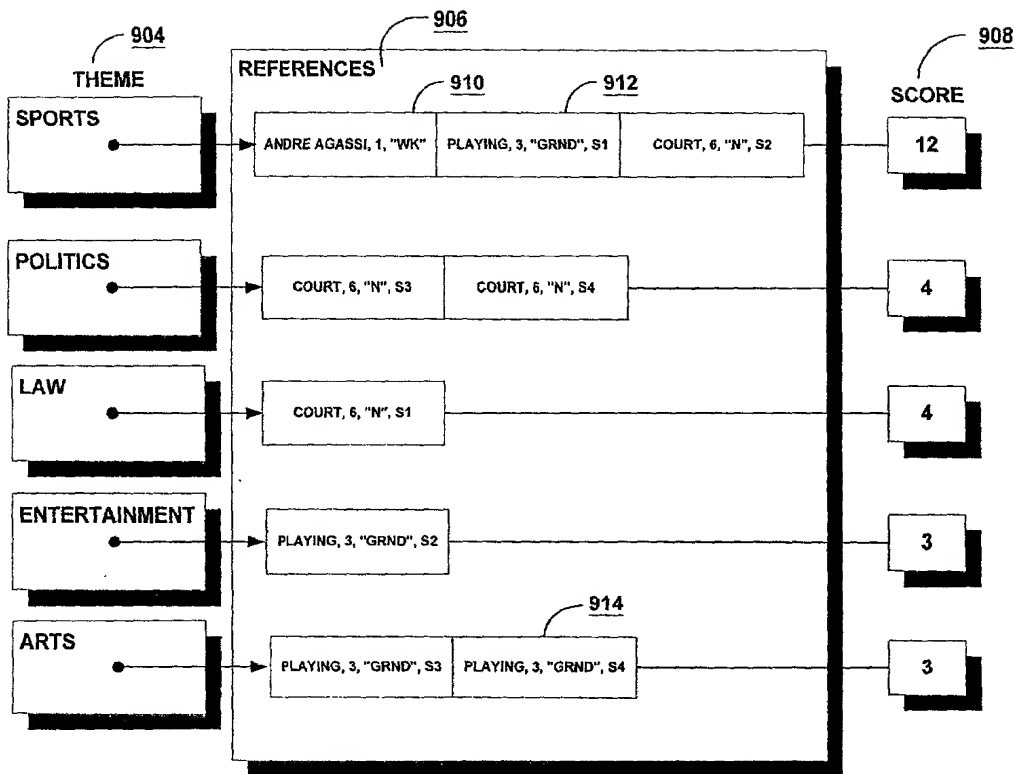 904
906
908
THEME
REFERENCES
910
912
SCORE
SPORTS
ANDRE AGASSI, 1, "WK"
PLAYING, 3, "GRND", S1
COURT, 6, "N", S2
12
POLITICS
COURT, 6, "N", S3
COURT, 6, "N", S4
4
LAW
COURT, 6, "N", S1
4
ENTERTAINMENT
PLAYING, 3, "GRND", S2
3
914
ARTS
PLAYING, 3, "GRND", S3
PLAYING, 3, "GRND", S4
3